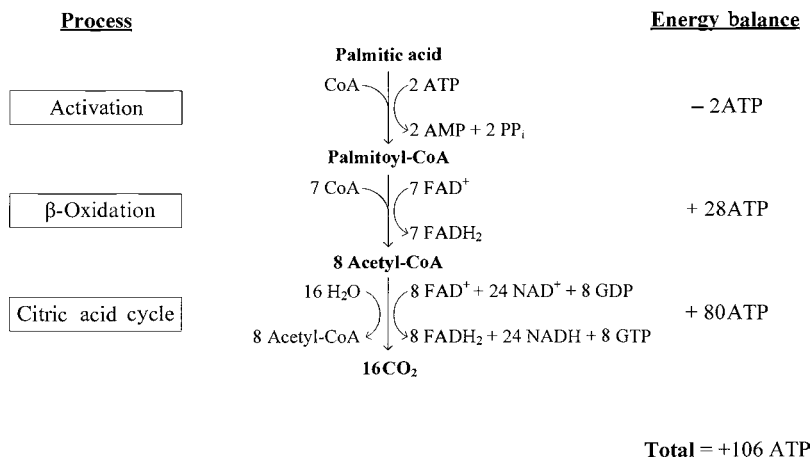 Process Energy balance
Palmitic acid
CoA 2 ATP
Activation − 2ATP
2 AMP + 2 PPi
Palmitoyl-CoA
7 CoA 7 FAD+
β-Oxidation + 28ATP
7 FADH2
8 Acetyl-CoA
16 H2O 8 FAD+ + 24 NAD+ + 8 GDP
Citric acid cycle + 80ATP
8 Acetyl-CoA 8 FADH2 + 24 NADH + 8 GTP
16CO2
Total = +106 ATP